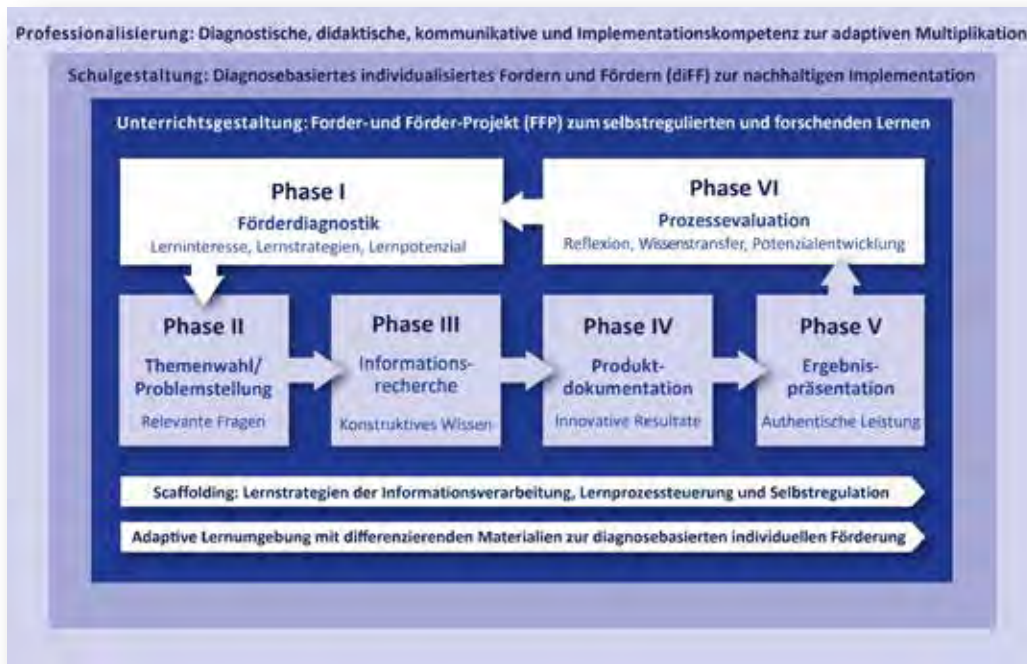 Professionalisierung: Diagnostische, didaktische, kommunikative und Implementationskompetenz zur adaptiven Multiplikation
Schulgestaltung: Diagnosebasiertes individualisiertes Fordern und Fördern (diFF) zur nachhaltigen Implementation
Unterrichtsgestaltung: Forder-und Förder-Projekt (FFP) zum selbstregulierten und forschenden Lernen
Phase I
Förderdiagnostik
Lerninteresse, Lernstrategien, Lernpotenzial
Phase VI
Prozessevaluation
Reflexion, Wissenstransfer, Potenzialentwicklung
Phase II
Themenwahl/
Problemstellung
Relevante Fragen
Phase III
Informations-
recherche
Konstruktives Wissen
Phase IV
Produkt-
dokumentation
Innovative Resultate
Phase V
Ergebnis-
präsentation
Authentische Leistung
Scaffolding: Lernstrategien der Informationsverarbeitung, Lernprozessteuerung und Selbstregulation
Adaptive Lernumgebung mit differenzierenden Materialien zur diagnosebasierten individuellen Förderung